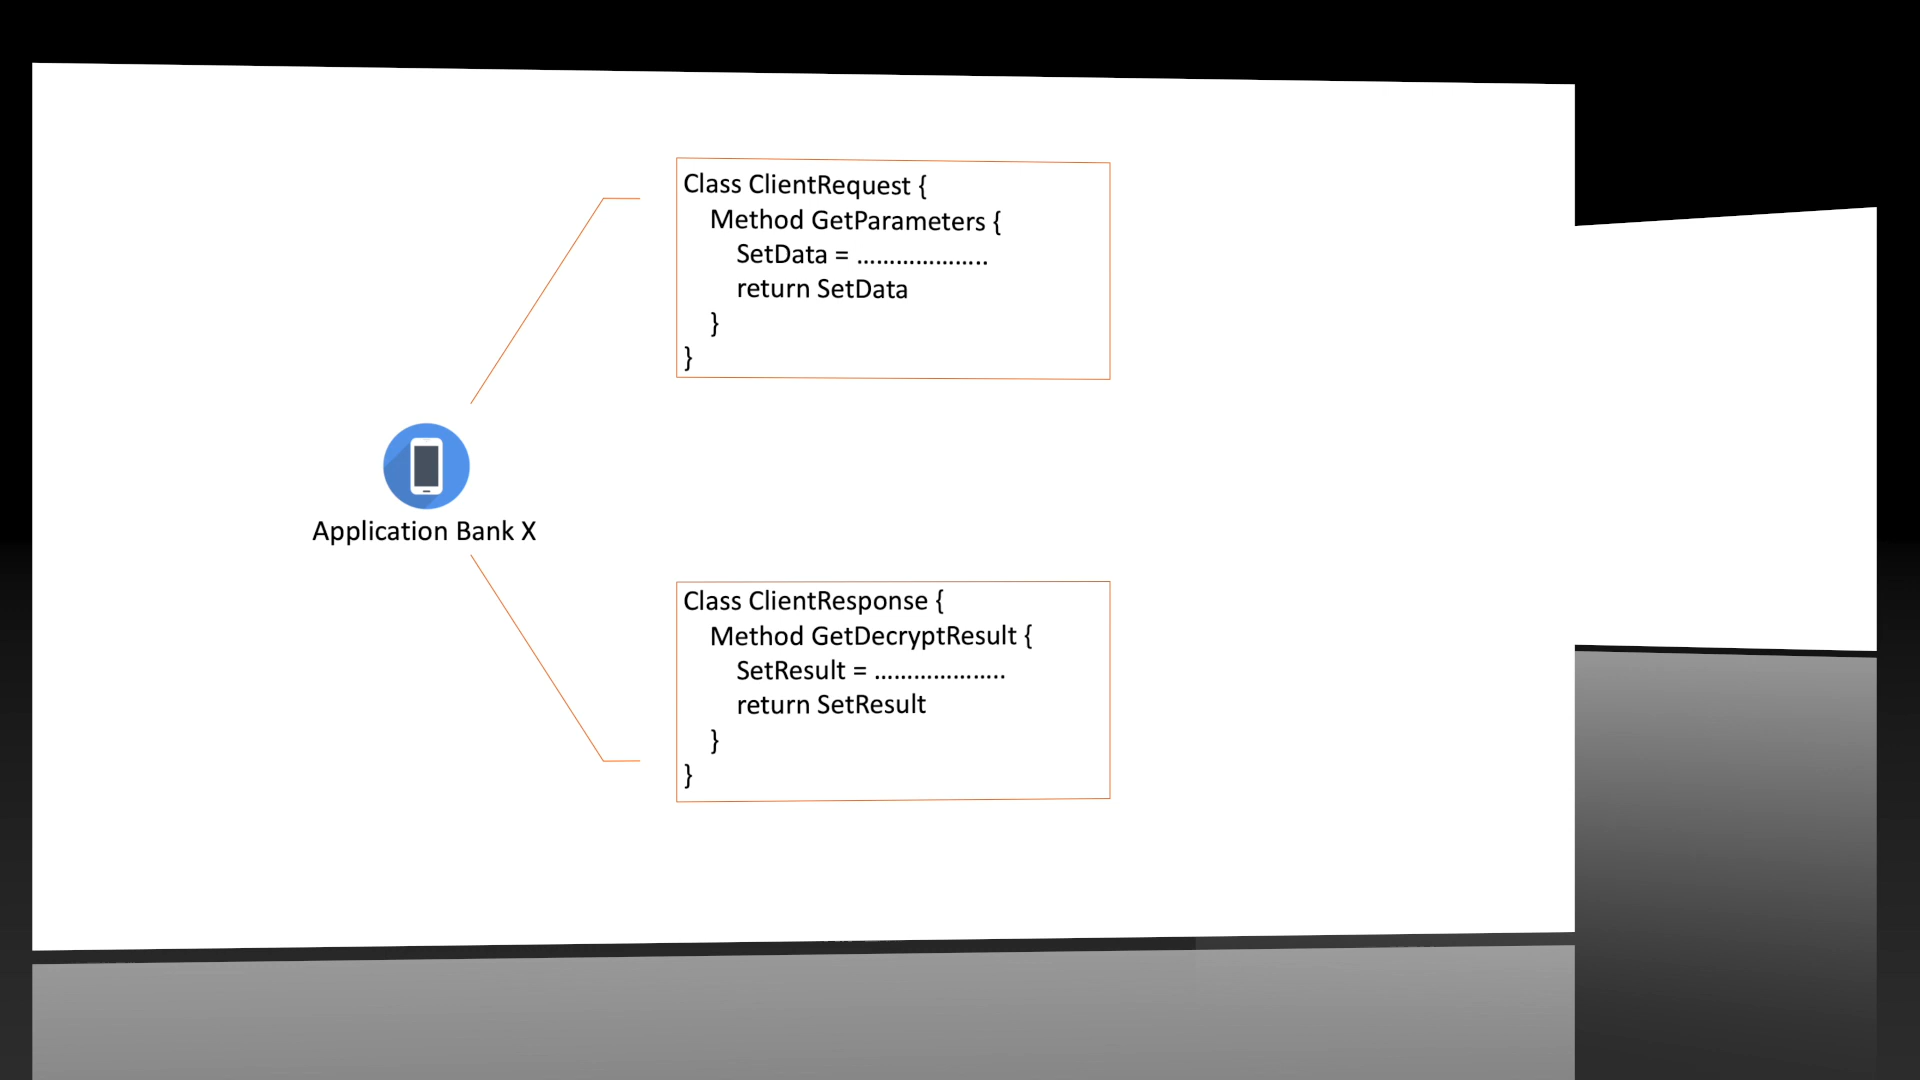 Class ClientRequest {
Method GetParameters {
SetData = ………………..
return SetData
}
}
Application Bank X
Class ClientResponse {
Method GetDecryptResult {
SetResult = ………………..
return SetResult
}
}